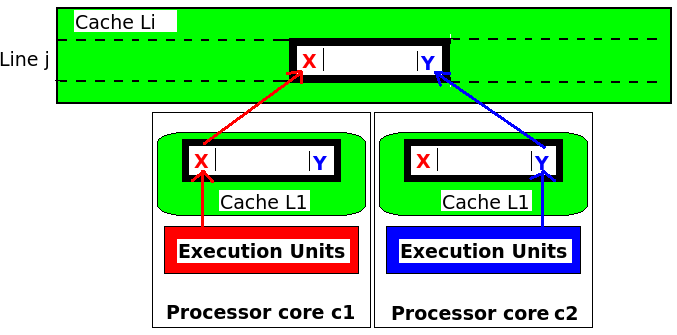 Cache Li
Line j
X Y
X Y
X Y
Cache L1
Cache L1
Execution Units
Execution Units
Processor core c1
Processor core c2